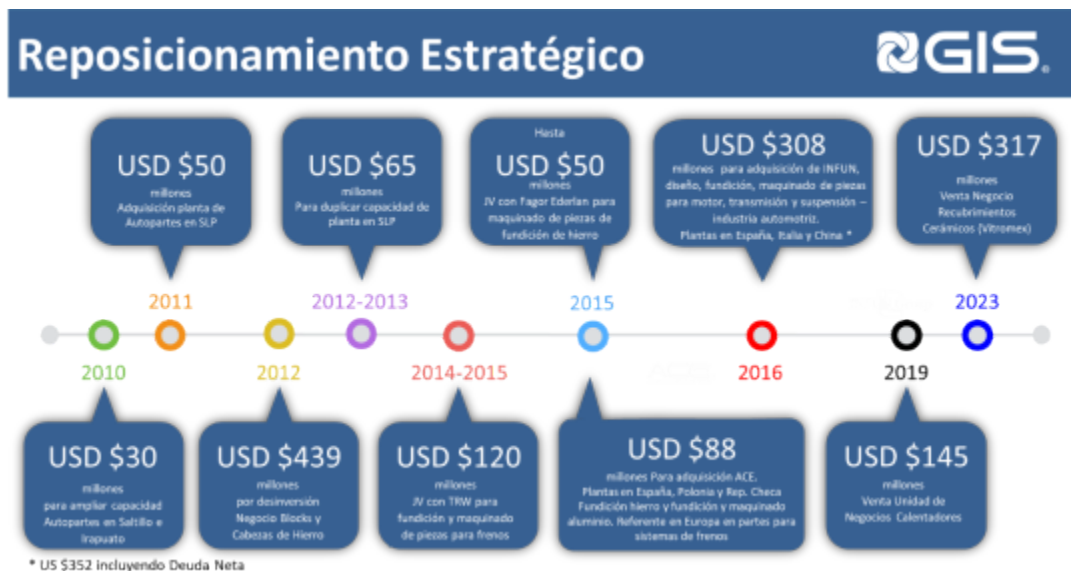 Reposicionamiento Estratégico
GIS.
USD $50
millones
Adquisición planta de
Autopartes en SLP
USD $65
millones
Para duplicar capacidad de
planta en SLP
Hasta
USD $50
millones
JV con Fagor Ederlan para
maquinado de piezas de
fundición de hierro
USD $308
millones para adquisición de INFUN,
diseño, fundición, maquinado de piezas
para motor, transmisión y suspensión –
industria automotriz.
Plantas en España, Italia y China *
USD $317
millones
Venta Negocio
Recubrimientos
Cerámicos (Vitromex)
2011
2012-2013
2015
2023
2010
2012
2014-2015
2016
2019
USD $30
millones
para ampliar capacidad
Autopartes en Saltillo e
Irapuato
USD $439
millones
por desinversión
Negocio Blocks y
Cabezas de Hierro
USD $120
millones
JV con TRW para
fundición y maquinado
de piezas para frenos
USD $88
millones Para adquisición ACE.
Plantas en España, Polonia y Rep. Checa
Fundición hierro y fundición y maquinado
aluminio. Referente en Europa en partes para
sistemas de frenos
USD $145
millones
Venta Unidad de
Negocios Calentadores
* US $352 incluyendo Deuda Neta